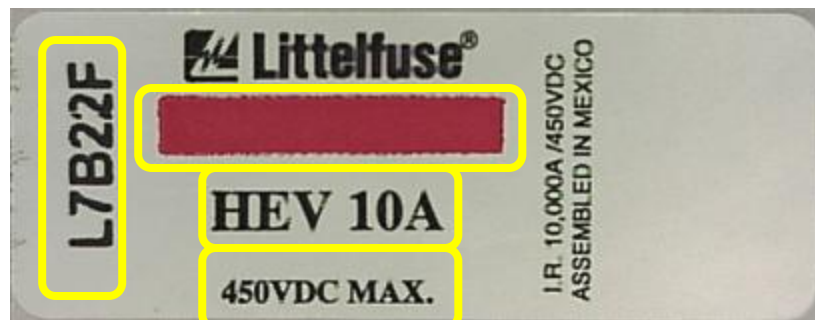 L7B22F
Littelfuse®
HEV 10A
450VDC MAX.
I.R. 10,000A /450VDC
ASSEMBLED IN MEXICO